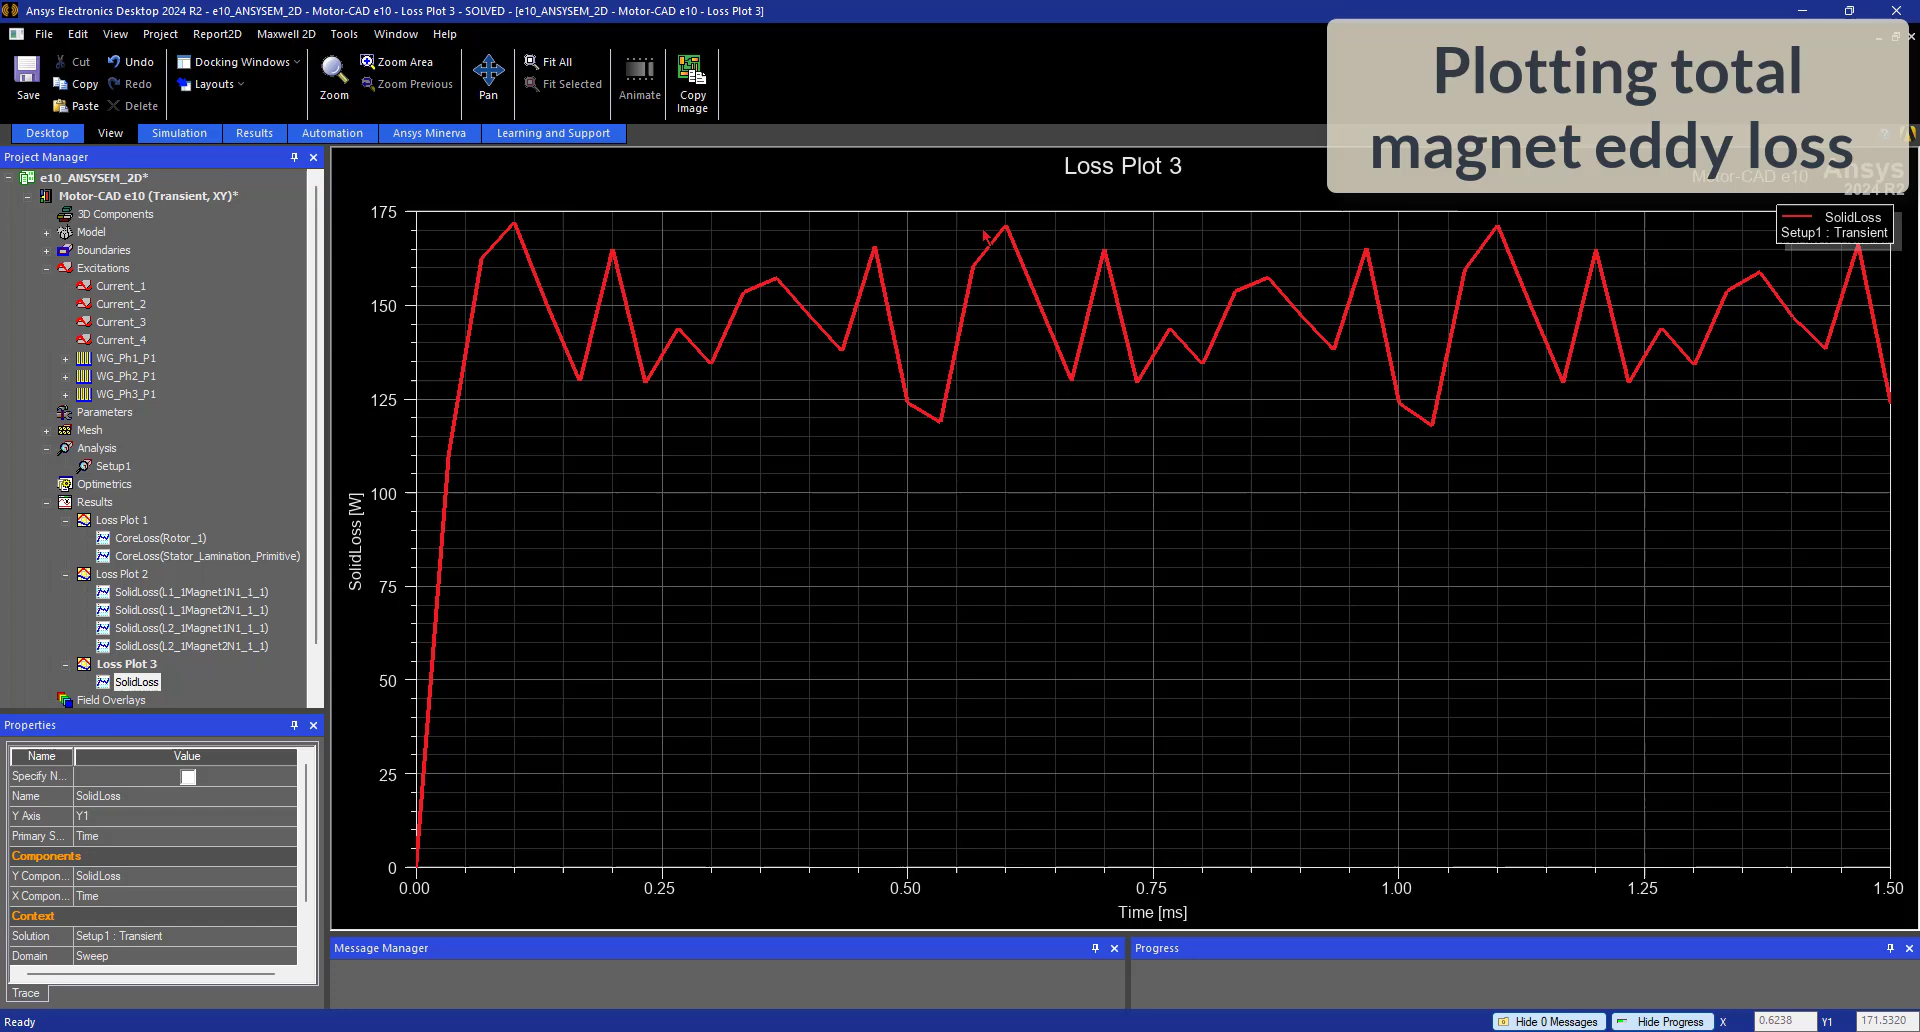 Ansys Electronics Desktop 2024 R2 - e10_ANSYSEM_2D - Motor-CAD e10 - Loss Plot 3 - SOLVED - [e10_ANSYSEM_2D - Motor-CAD e10 - Loss Plot 3]
File Edit View Project Report2D Maxwell 2D Tools Window Help
Save
Cut
Copy
Paste
Undo
Redo
Delete
Docking Windows
Layouts
Zoom
Zoom Area
Zoom Previous
Pan
Fit All
Fit Selected
Animate
Copy
Image
Desktop View Simulation Results Automation Ansys Minerva Learning and Support
Plotting total
magnet eddy loss
Project Manager
e10_ANSYSEM_2D*
Motor-CAD e10 (Transient, XY)*
3D Components
Model
Boundaries
Excitations
Current_1
Current_2
Current_3
Current_4
WG_Ph1_P1
WG_Ph2_P1
WG_Ph3_P1
Parameters
Mesh
Analysis
Setup1
Optimetrics
Results
Loss Plot 1
CoreLoss(Rotor_1)
CoreLoss(Stator_Lamination_Primitive)
Loss Plot 2
SolidLoss(L1_1Magnet1N1_1_1)
SolidLoss(L1_1Magnet2N1_1_1)
SolidLoss(L2_1Magnet1N1_1_1)
SolidLoss(L2_1Magnet2N1_1_1)
Loss Plot 3
SolidLoss
Field Overlays
Properties
Name Value
Specify N...
Name SolidLoss
Y Axis Y1
Primary S... Time
Components
Y Compon... SolidLoss
X Compon... Time
Context
Solution Setup1 : Transient
Domain Sweep
Trace
Loss Plot 3
Motor-CAD e10
Ansys
2024 R2
SolidLoss
Setup1 : Transient
175
150
125
100
75
50
25
0
SolidLoss [W]
0.00 0.25 0.50 0.75 1.00 1.25 1.50
Time [ms]
Message Manager
Progress
Ready
Hide 0 Messages
Hide Progress
X 0.6238 Y1 171.5320